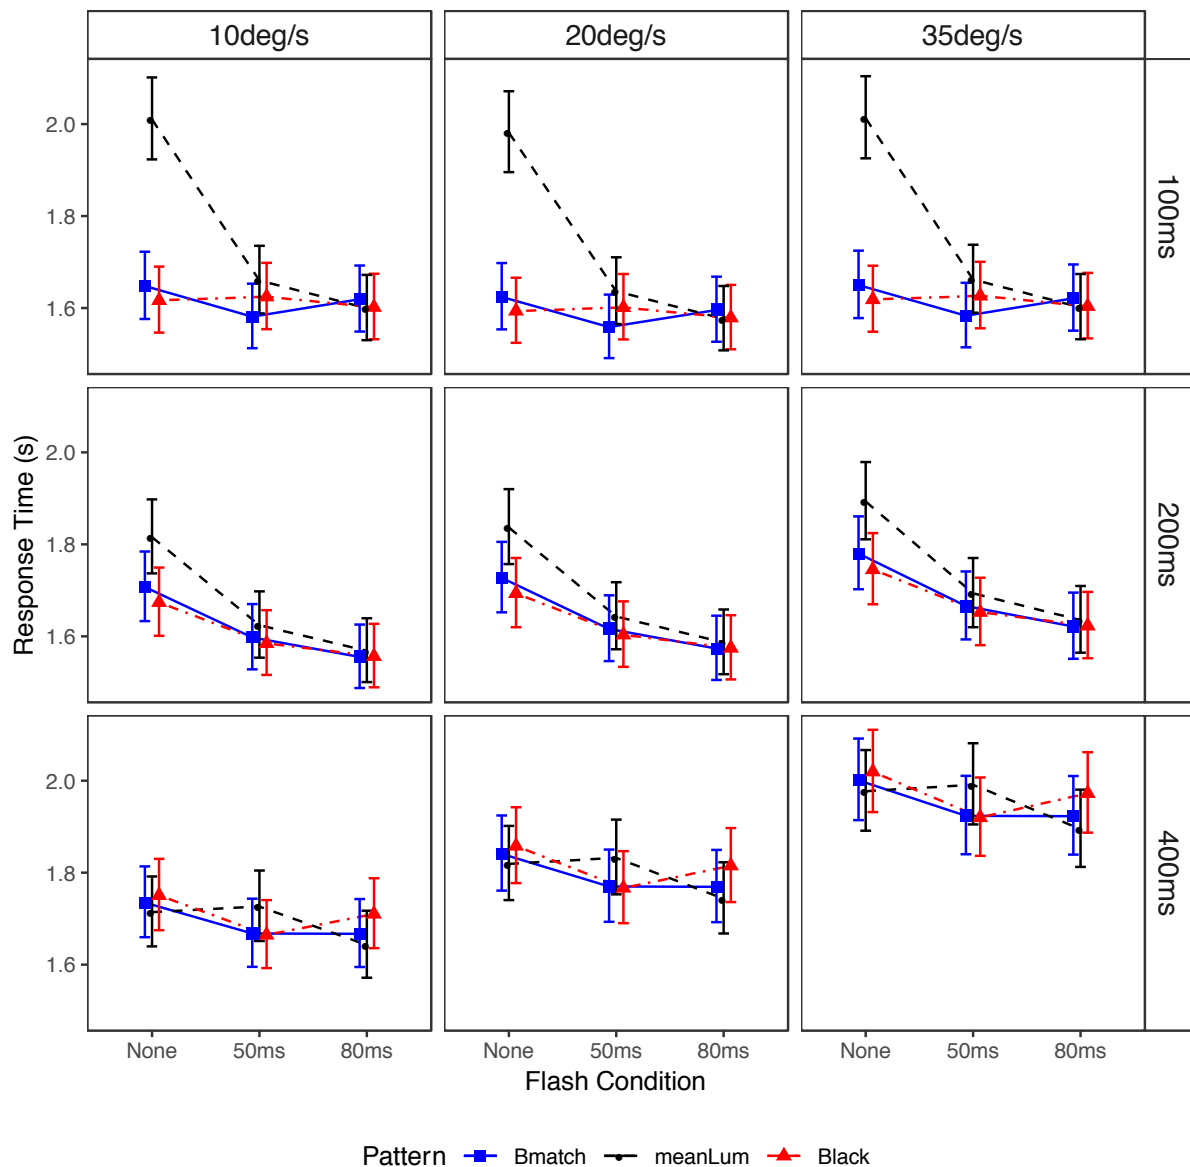 10deg/s 20deg/s 35deg/s
2.0
1.8
1.6
100ms
Response Time (s)
2.0
1.8
1.6
200ms
2.0
1.8
1.6
400ms
None 50ms 80ms None 50ms 80ms None 50ms 80ms
Flash Condition
Pattern Bmatch meanLum Black